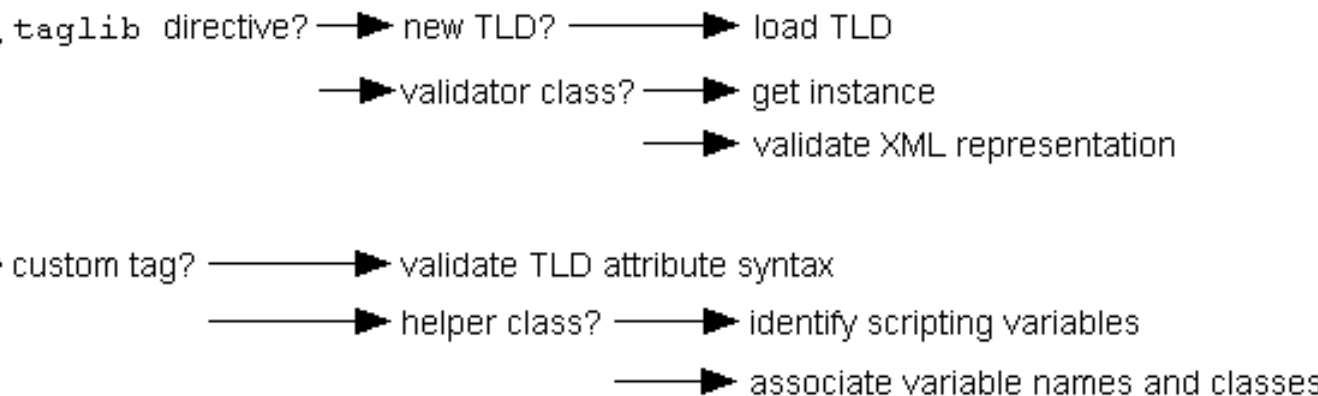 taglib directive? new TLD? load TLD
validator class? get instance
validate XML representation
custom tag? validate TLD attribute syntax
helper class? identify scripting variables
associate variable names and classes